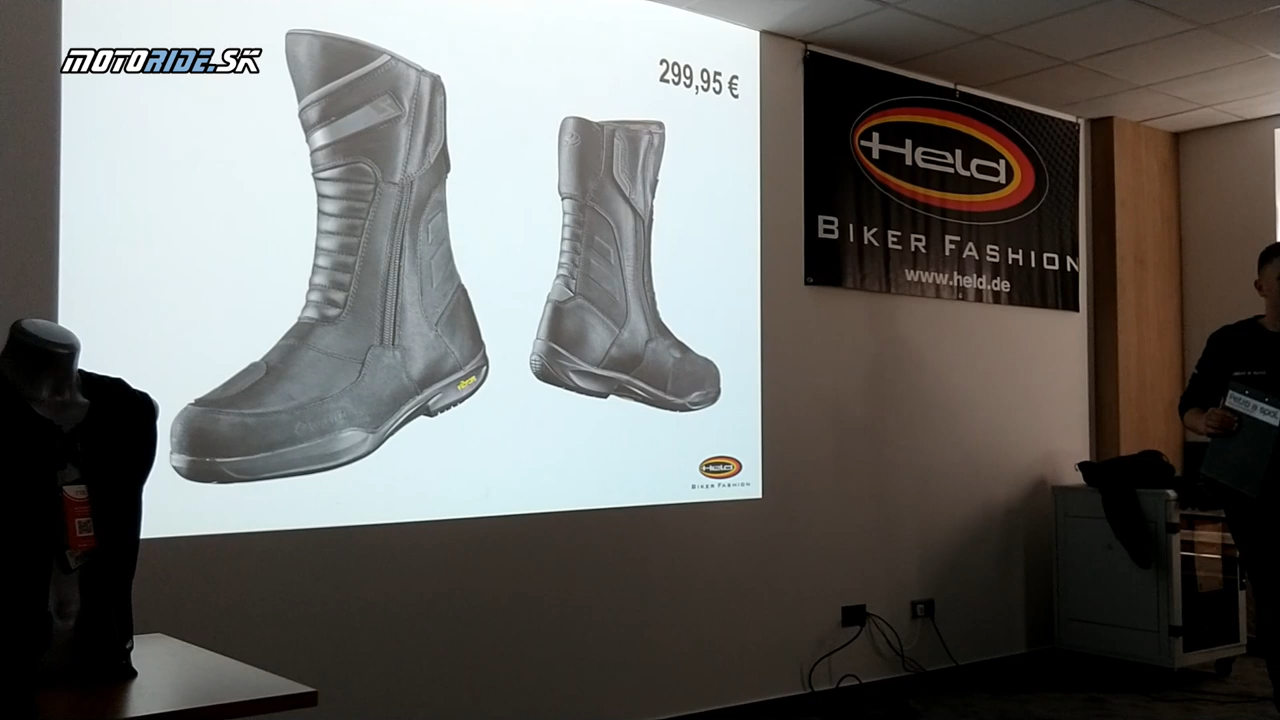 MOTORIDE.SK
299,95 €
Held
BIKER FASHION
www.held.de
Held
BIKER FASHION